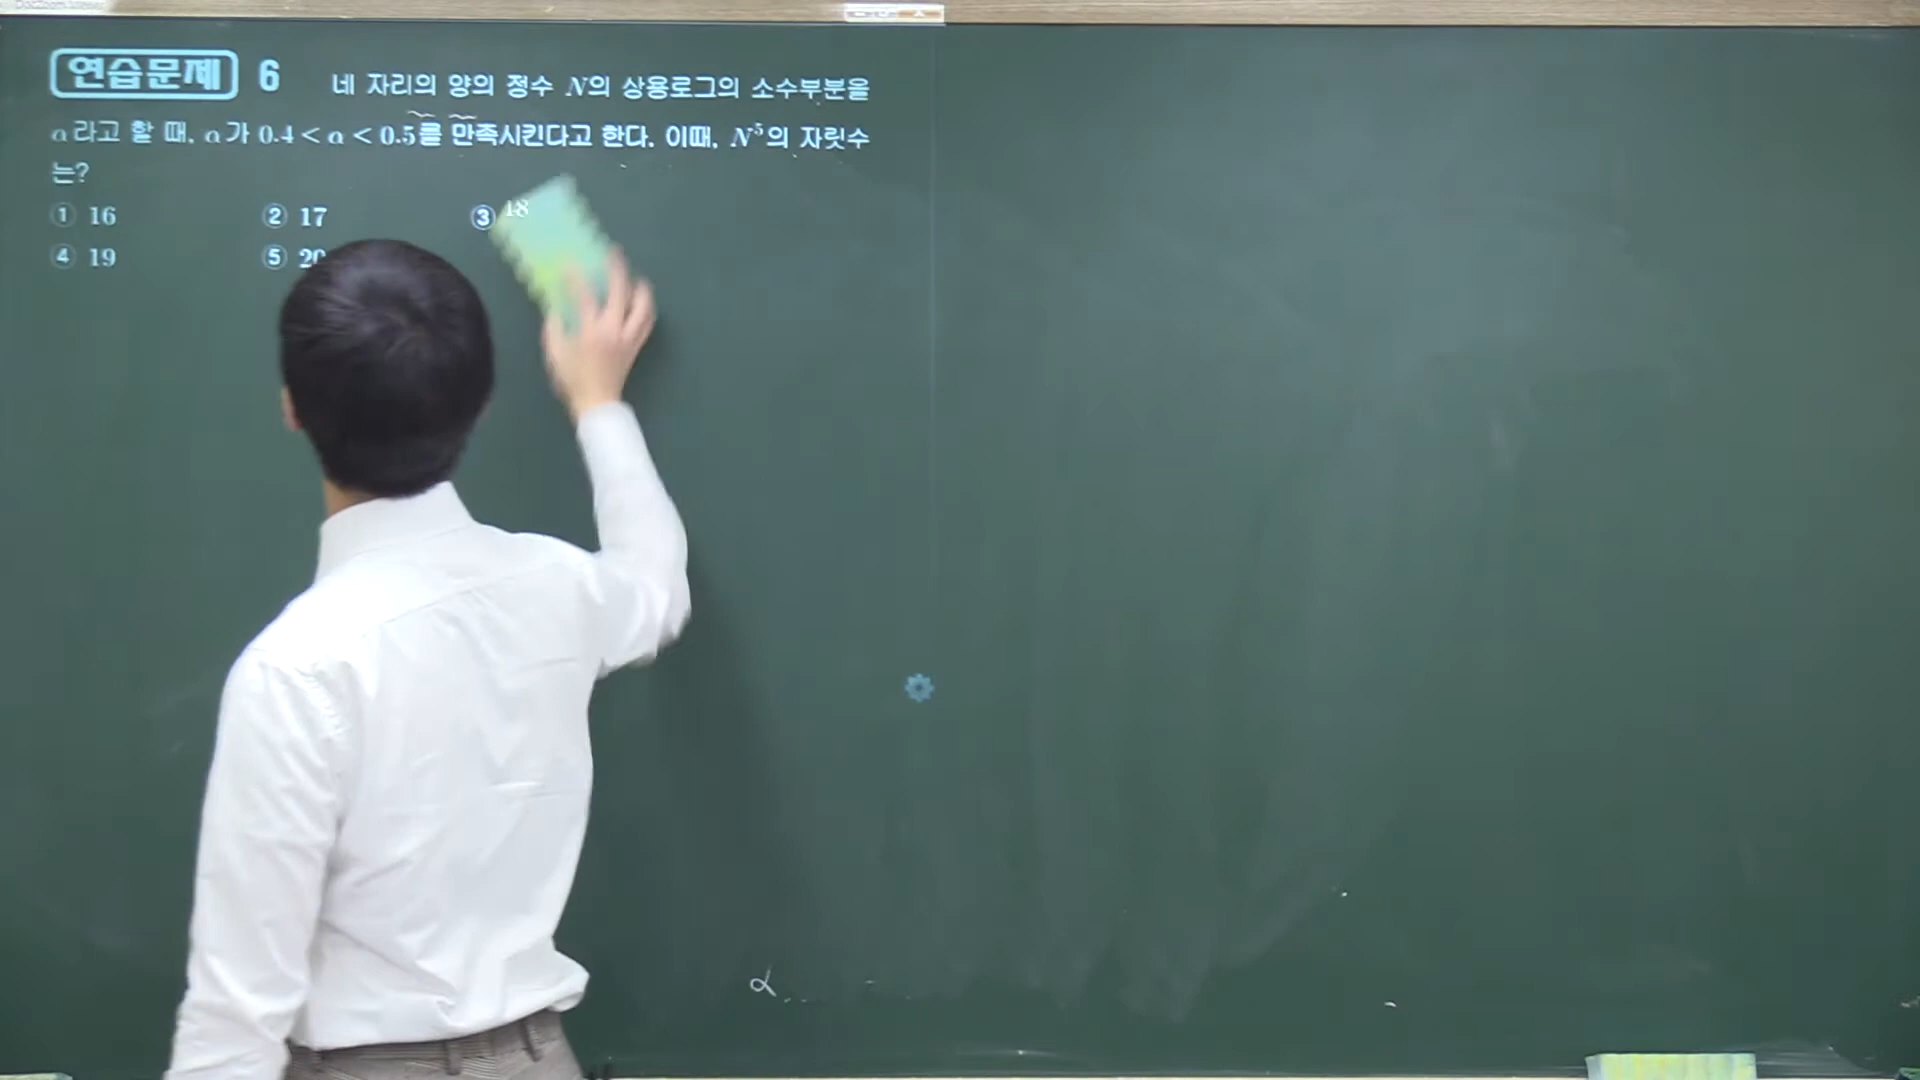 연습문제 6 네 자리의 양의 정수 N의 상용로그의 소수부분을
α라고 할 때, α가 0.4 < α < 0.5를 만족시킨다고 한다. 이때, N⁵의 자릿수
는?
① 16 ② 17 ③ 18
④ 19 ⑤ 20
α